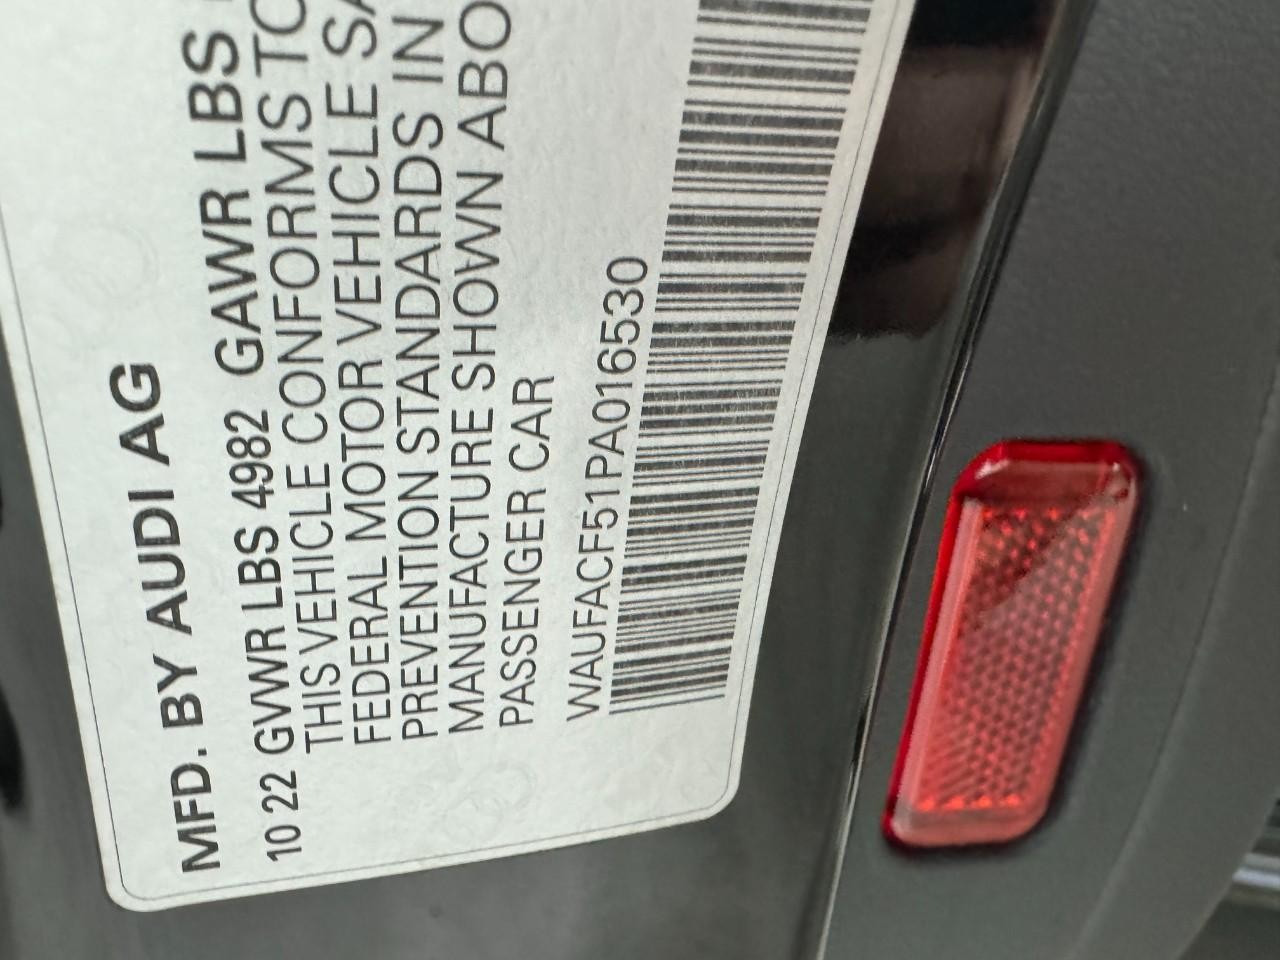 MFD. BY AUDI AG
10 22 GVWR LBS 4982 GAWR LBS
THIS VEHICLE CONFORMS TO
FEDERAL MOTOR VEHICLE SA
PREVENTION STANDARDS IN
MANUFACTURE SHOWN ABO
PASSENGER CAR
WAUFACF51PA016530